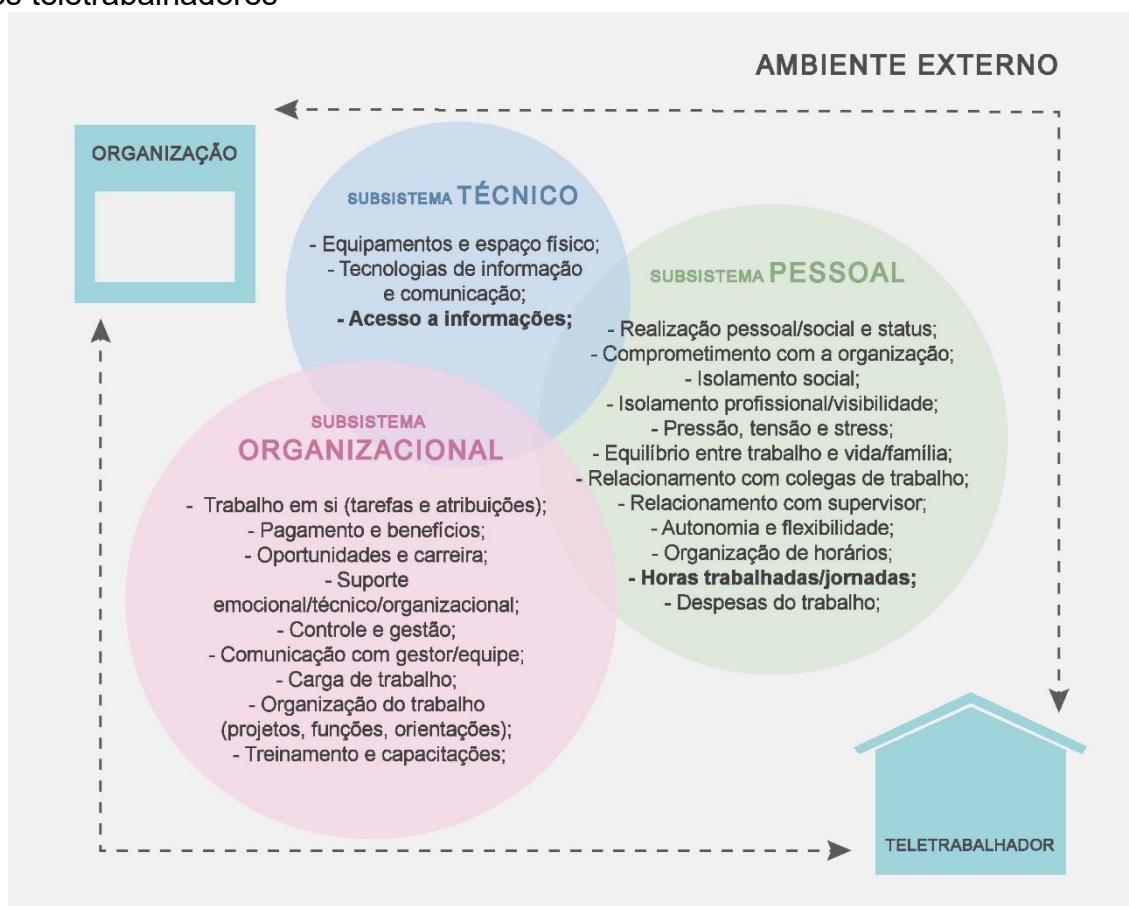 os teletrabalhadores
AMBIENTE EXTERNO
ORGANIZAÇÃO
SUBSISTEMA TÉCNICO
- Equipamentos e espaço físico;
- Tecnologias de informação
e comunicação;
- Acesso a informações;
SUBSISTEMA PESSOAL
- Realização pessoal/social e status;
- Comprometimento com a organização;
- Isolamento social;
- Isolamento profissional/visibilidade;
- Pressão, tensão e stress;
- Equilíbrio entre trabalho e vida/família;
- Relacionamento com colegas de trabalho;
- Relacionamento com supervisor;
- Autonomia e flexibilidade;
- Organização de horários;
- Horas trabalhadas/jornadas;
- Despesas do trabalho;
SUBSISTEMA
ORGANIZACIONAL
- Trabalho em si (tarefas e atribuições);
- Pagamento e benefícios;
- Oportunidades e carreira;
- Suporte
emocional/técnico/organizacional;
- Controle e gestão;
- Comunicação com gestor/equipe;
- Carga de trabalho;
- Organização do trabalho
(projetos, funções, orientações);
- Treinamento e capacitações;
TELETRABALHADOR